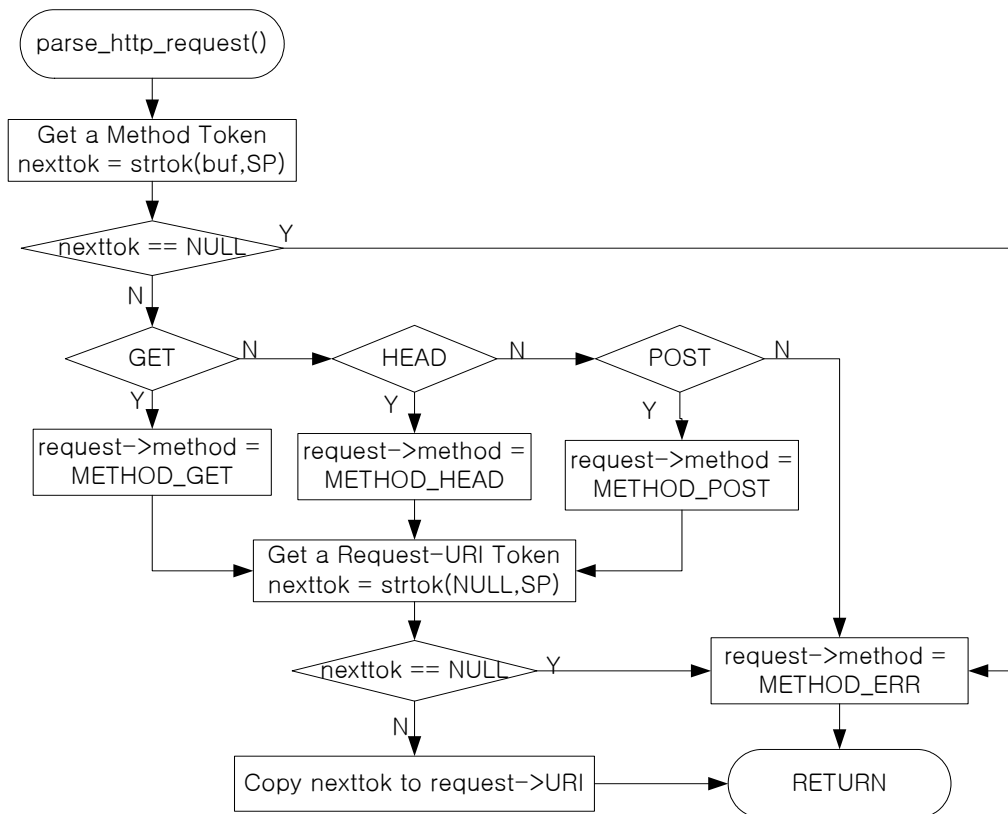 parse_http_request()
Get a Method Token
nexttok = strtok(buf,SP)
nexttok == NULL
Y
N
GET
N
HEAD
N
POST
N
Y
Y
Y
request->method =
METHOD_GET
request->method =
METHOD_HEAD
request->method =
METHOD_POST
Get a Request-URI Token
nexttok = strtok(NULL,SP)
nexttok == NULL
Y
N
request->method =
METHOD_ERR
Copy nexttok to request->URI
RETURN